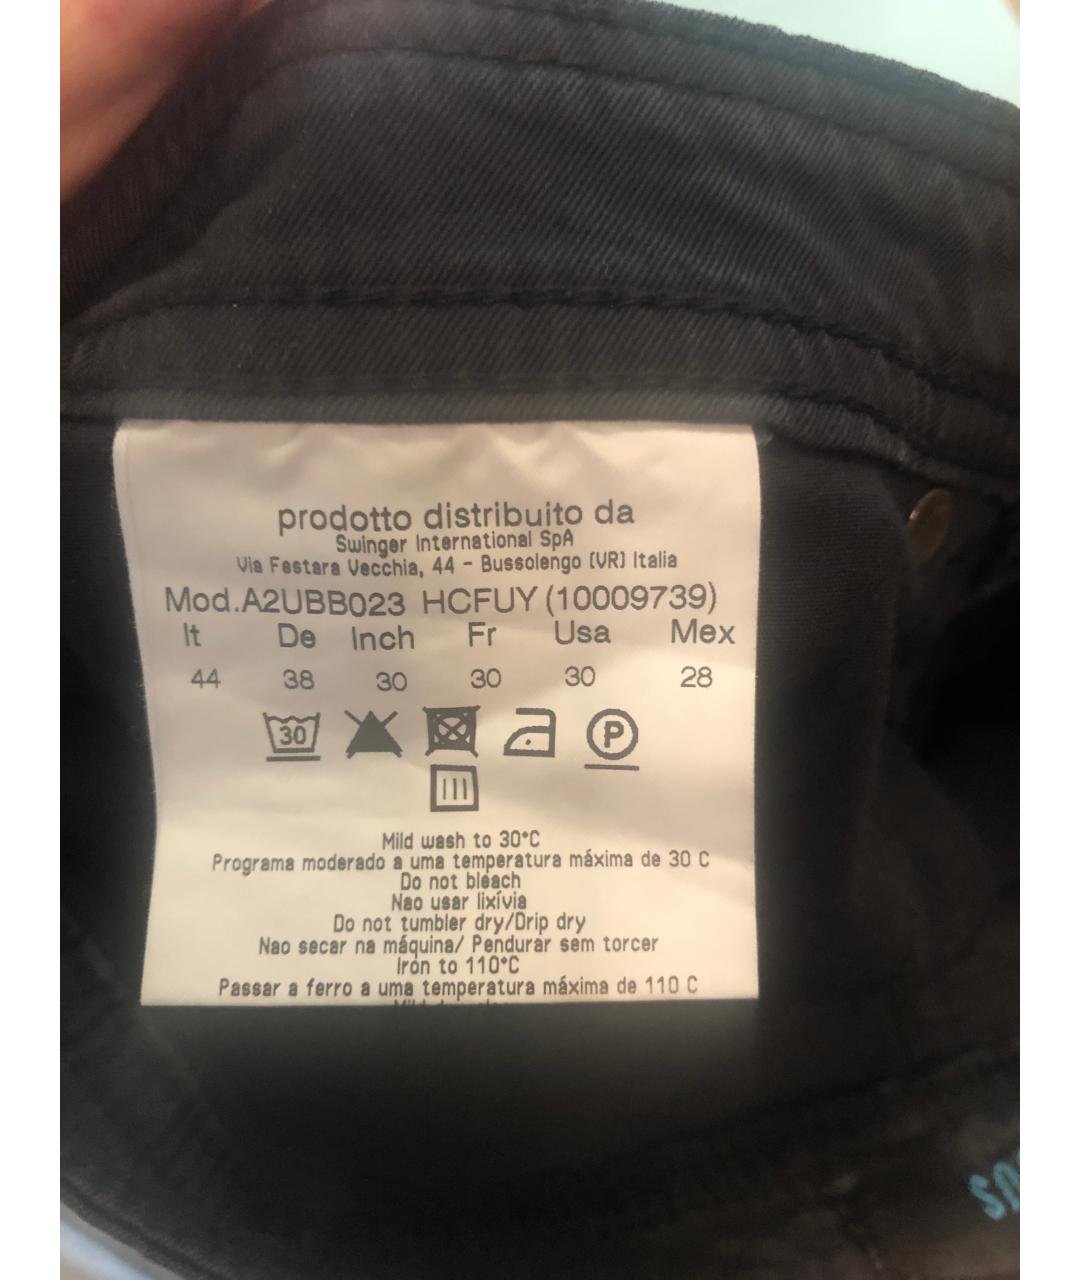 prodotto distribuito da
Swinger International SpA
Via Festara Vecchia, 44 - Bussolengo (VR) Italia
Mod.A2UBB023 HCFUY (10009739)
It De Inch Fr Usa Mex
44 38 30 30 30 28
30 P
Mild wash to 30°C
Programa moderado a uma temperatura máxima de 30 C
Do not bleach
Nao usar lixívia
Do not tumbler dry/Drip dry
Nao secar na máquina/ Pendurar sem torcer
Iron to 110°C
Passar a ferro a uma temperatura máxima de 110 C